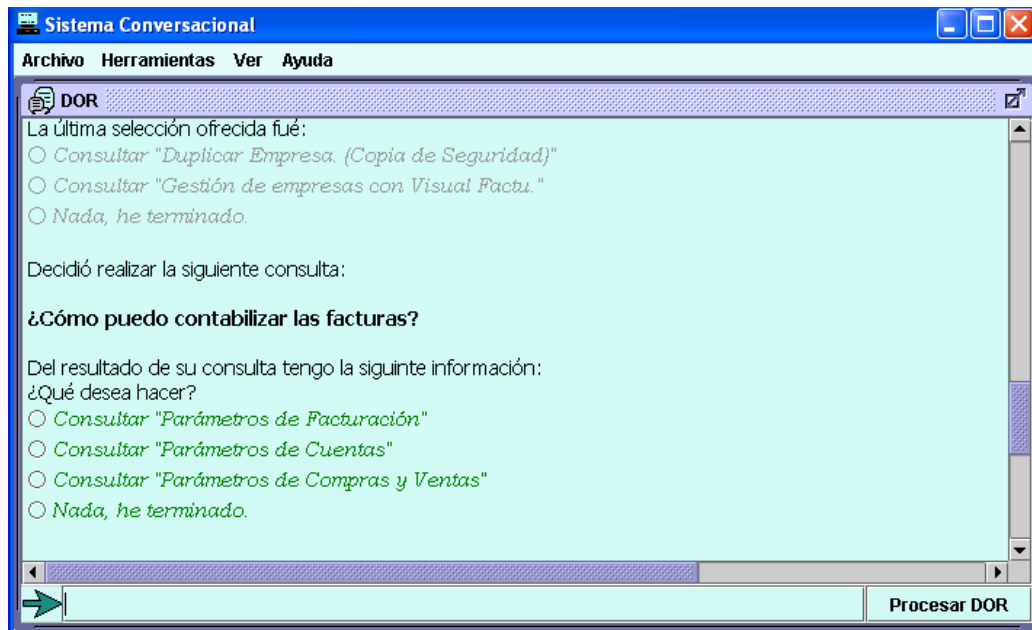 Sistema Conversacional
Archivo Herramientas Ver Ayuda
DOR
La última selección ofrecida fué:
Consultar "Duplicar Empresa. (Copia de Seguridad)"
Consultar "Gestión de empresas con Visual Factu."
Nada, he terminado.
Decidió realizar la siguiente consulta:
¿Cómo puedo contabilizar las facturas?
Del resultado de su consulta tengo la siguinte información:
¿Qué desea hacer?
Consultar "Parámetros de Facturación"
Consultar "Parámetros de Cuentas"
Consultar "Parámetros de Compras y Ventas"
Nada, he terminado.
Procesar DOR